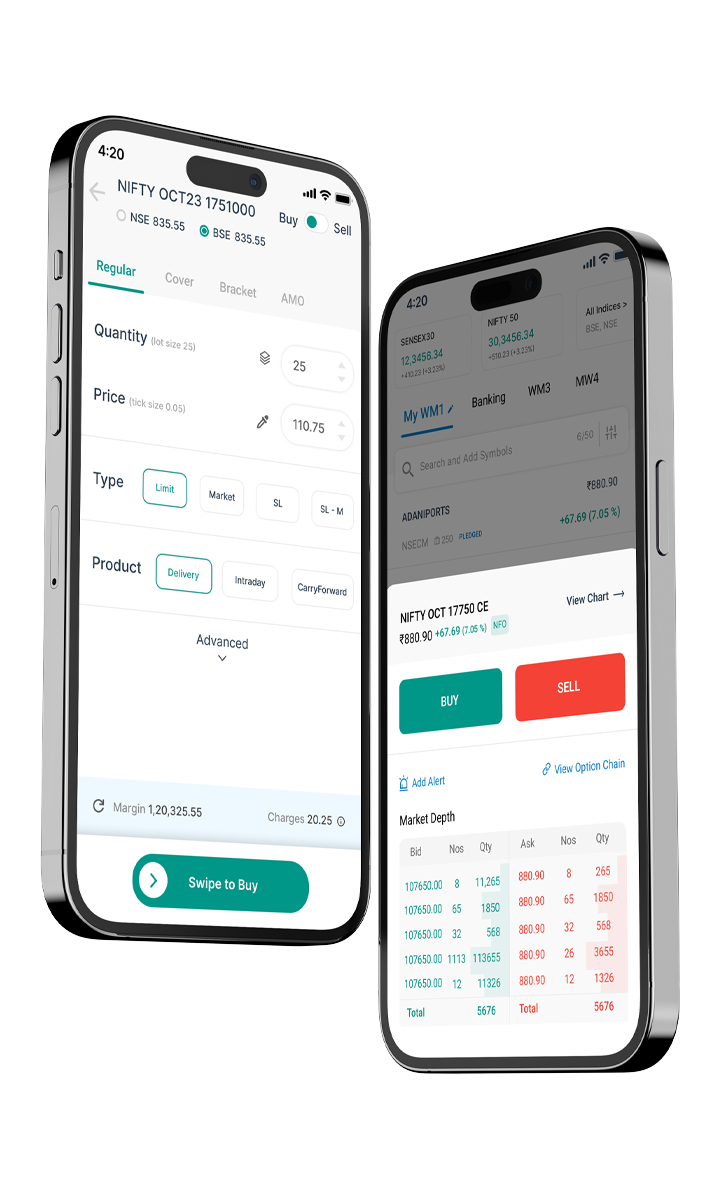 4:20
NIFTY OCT23 1751000
NSE 835.55 BSE 835.55
Buy Sell
Regular Cover Bracket AMO
Quantity (lot size 25) 25
Price (tick size 0.05) 110.75
Type Limit Market SL SL - M
Product Delivery Intraday CarryForward
Advanced
Margin 1,20,325.55 Charges 20.25
Swipe to Buy
4:20
SENSEX30 NIFTY 50 All Indices >
12,3456.34 30,3456.34 BSE, NSE
+410.23 (+3.23%) +510.23 (+3.23%)
My WM1 Banking WM3 MW4
Search and Add Symbols 6/50
ADANIPORTS ₹880.90
NSECM 250 PLEDGED +67.69 (7.05 %)
NIFTY OCT 17750 CE View Chart
₹880.90 +67.69 (7.05 %) NFO
BUY SELL
Add Alert View Option Chain
Market Depth
Bid Nos Qty Ask Nos Qty
107650.00 8 11,265 880.90 8 265
107650.00 65 1850 880.90 65 1850
107650.00 32 568 880.90 32 568
107650.00 1113 113655 880.90 26 3655
107650.00 12 11326 880.90 12 1326
Total 5676 Total 5676